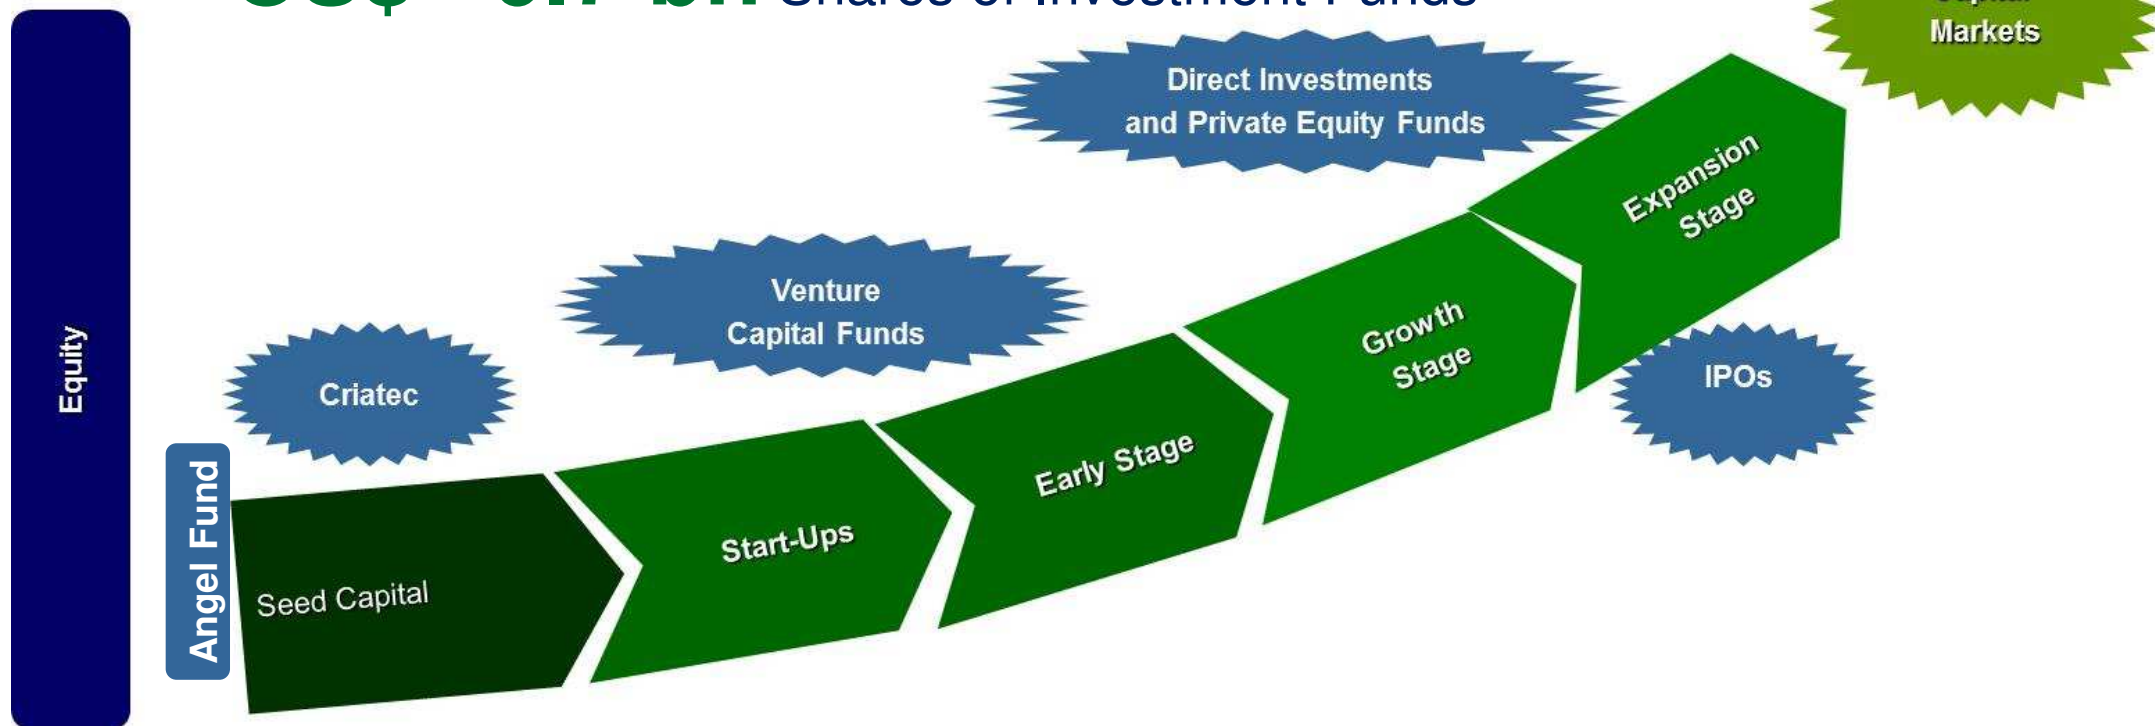 Shares of Investment Funds
Markets
Direct Investments
and Private Equity Funds
Expansion
Stage
Venture
Capital Funds
Growth
Stage
Equity
Criatec
IPOs
Early Stage
Angel Fund
Start-Ups
Seed Capital